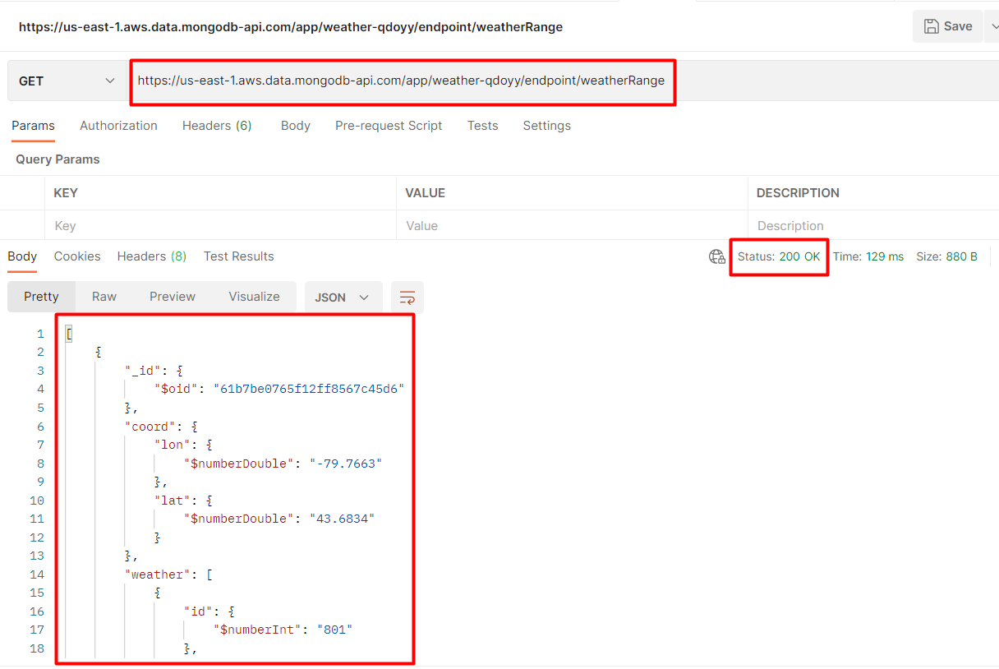 https://us-east-1.aws.data.mongodb-api.com/app/weather-qdoyy/endpoint/weatherRange Save
GET https://us-east-1.aws.data.mongodb-api.com/app/weather-qdoyy/endpoint/weatherRange
Params Authorization Headers (6) Body Pre-request Script Tests Settings
Query Params
KEY VALUE DESCRIPTION
Key Value Description
Body Cookies Headers (8) Test Results Status: 200 OK Time: 129 ms Size: 880 B
Pretty Raw Preview Visualize JSON
1 [
2 {
3 "_id": {
4 "$oid": "61b7be0765f12ff8567c45d6"
5 },
6 "coord": {
7 "lon": {
8 "$numberDouble": "-79.7663"
9 },
10 "lat": {
11 "$numberDouble": "43.6834"
12 }
13 },
14 "weather": [
15 {
16 "id": {
17 "$numberInt": "801"
18 },